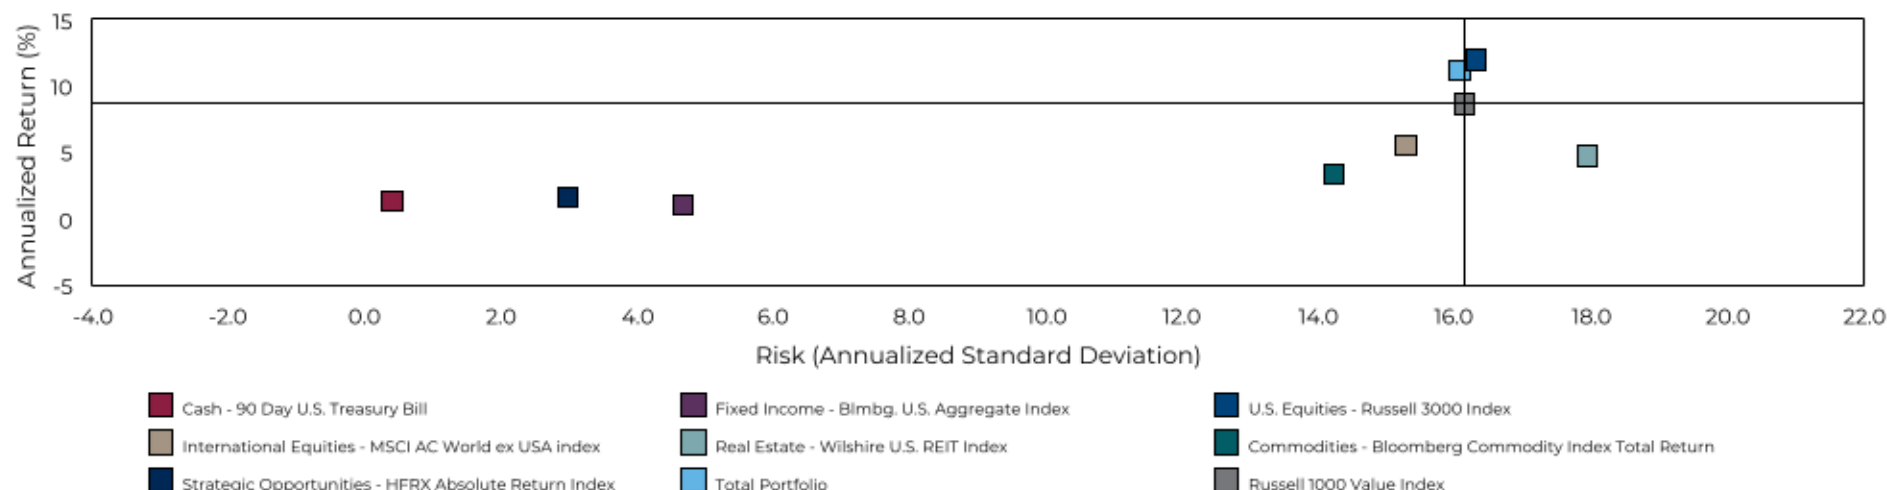 Annualized Return (%)
15
10
5
0
-5
-4.0 -2.0 0.0 2.0 4.0 6.0 8.0 10.0 12.0 14.0 16.0 18.0 20.0 22.0
Risk (Annualized Standard Deviation)
Cash - 90 Day U.S. Treasury Bill Fixed Income - Blmbg. U.S. Aggregate Index U.S. Equities - Russell 3000 Index
International Equities - MSCI AC World ex USA index Real Estate - Wilshire U.S. REIT Index Commodities - Bloomberg Commodity Index Total Return
Strategic Opportunities - HFRX Absolute Return Index Total Portfolio Russell 1000 Value Index